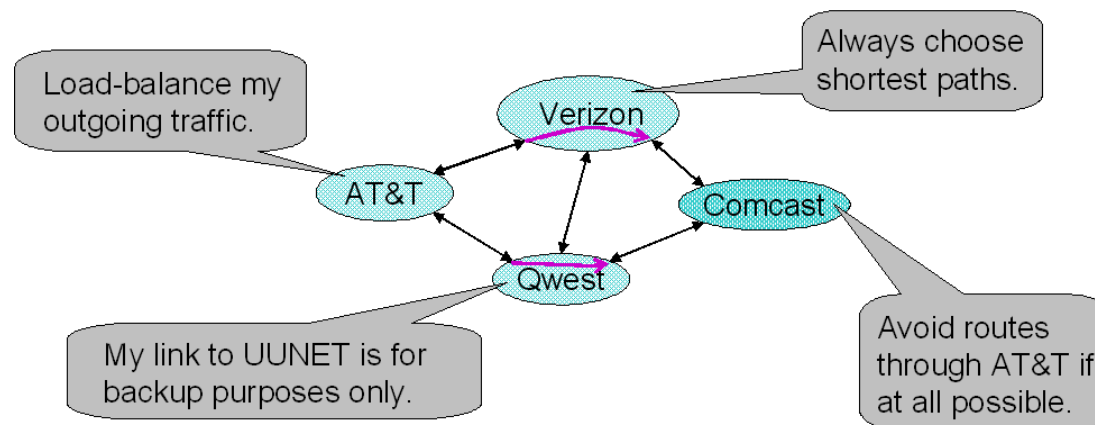 Always choose
shortest paths.
Load-balance my
outgoing traffic.
Verizon
AT&T
Comcast
Qwest
My link to UUNET is for
backup purposes only.
Avoid routes
through AT&T if
at all possible.